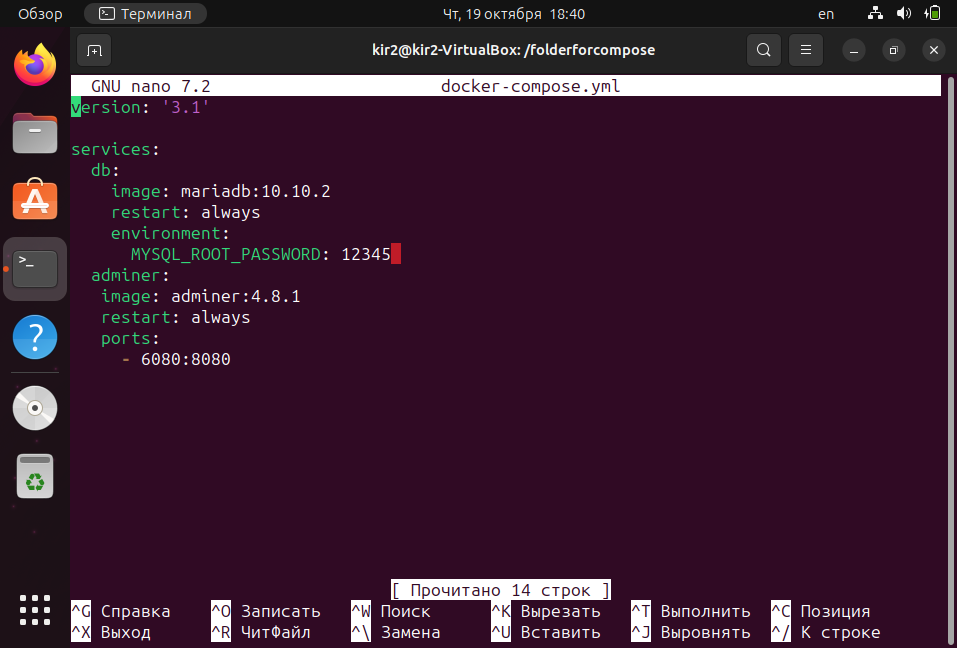 Обзор Терминал Чт, 19 октября 18:40 en
kir2@kir2-VirtualBox: /folderforcompose
GNU nano 7.2 docker-compose.yml
version: '3.1'
services:
  db:
    image: mariadb:10.10.2
    restart: always
    environment:
      MYSQL_ROOT_PASSWORD: 12345
  adminer:
   image: adminer:4.8.1
   restart: always
   ports:
     - 6080:8080
[ Прочитано 14 строк ]
^G Справка ^O Записать ^W Поиск ^K Вырезать ^T Выполнить ^C Позиция
^X Выход ^R ЧитФайл ^\ Замена ^U Вставить ^J Выровнять ^/ К строке